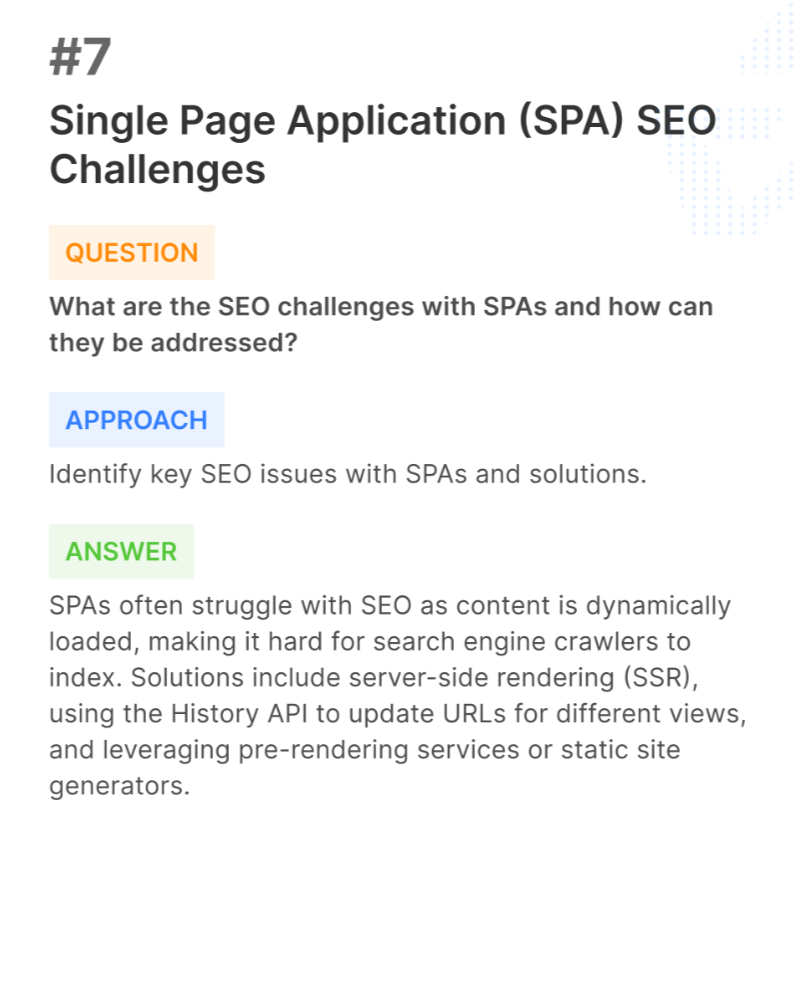 #7
Single Page Application (SPA) SEO
Challenges
QUESTION
What are the SEO challenges with SPAs and how can
they be addressed?
APPROACH
Identify key SEO issues with SPAs and solutions.
ANSWER
SPAs often struggle with SEO as content is dynamically
loaded, making it hard for search engine crawlers to
index. Solutions include server-side rendering (SSR),
using the History API to update URLs for different views,
and leveraging pre-rendering services or static site
generators.